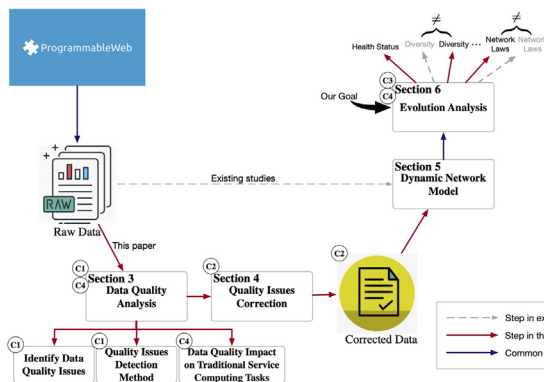 ProgrammableWeb
≠
≠
Health Status
Diversity
Diversity
...
Network
Laws
Network
Laws
C3
C4
Section 6
Evolution Analysis
Our Goal
Section 5
Dynamic Network
Model
Existing studies
RAW
Raw Data
This paper
C1
C4
Section 3
Data Quality
Analysis
C2
Section 4
Quality Issues
Correction
C2
Corrected Data
C1
Identify Data
Quality Issues
C1
Quality Issues
Detection
Method
C4
Data Quality Impact
on Traditional Service
Computing Tasks
Step in ex
Step in th
Common